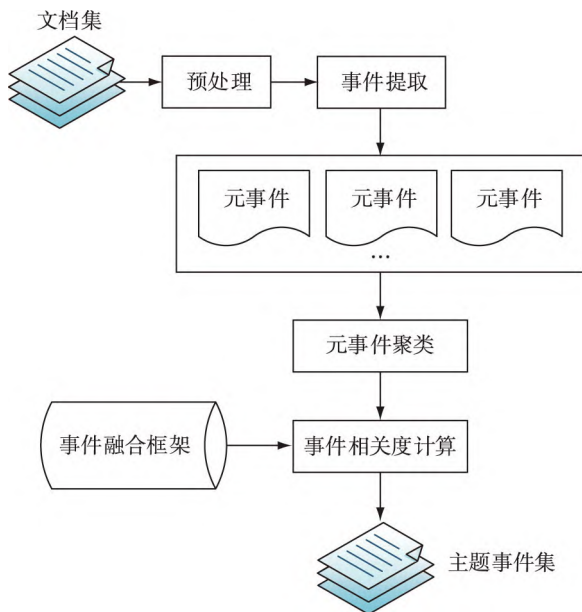 文档集
预处理
事件提取
元事件
元事件
元事件
...
元事件聚类
事件融合框架
事件相关度计算
主题事件集